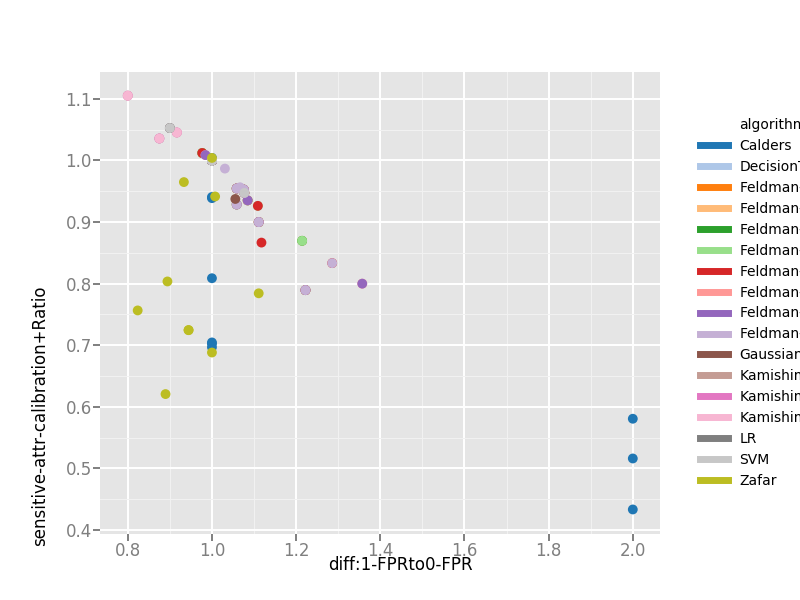 1.1
1.0
0.9
0.8
0.7
0.6
0.5
0.4
sensitive-attr-calibration+Ratio
0.8 1.0 1.2 1.4 1.6 1.8 2.0
diff:1-FPRto0-FPR
algorithm
Calders
Decision
Feldman
Feldman
Feldman
Feldman
Feldman-
Feldman
Feldman-
Feldman-
Gaussian
Kamishin
Kamishin
Kamishin
LR
SVM
Zafar